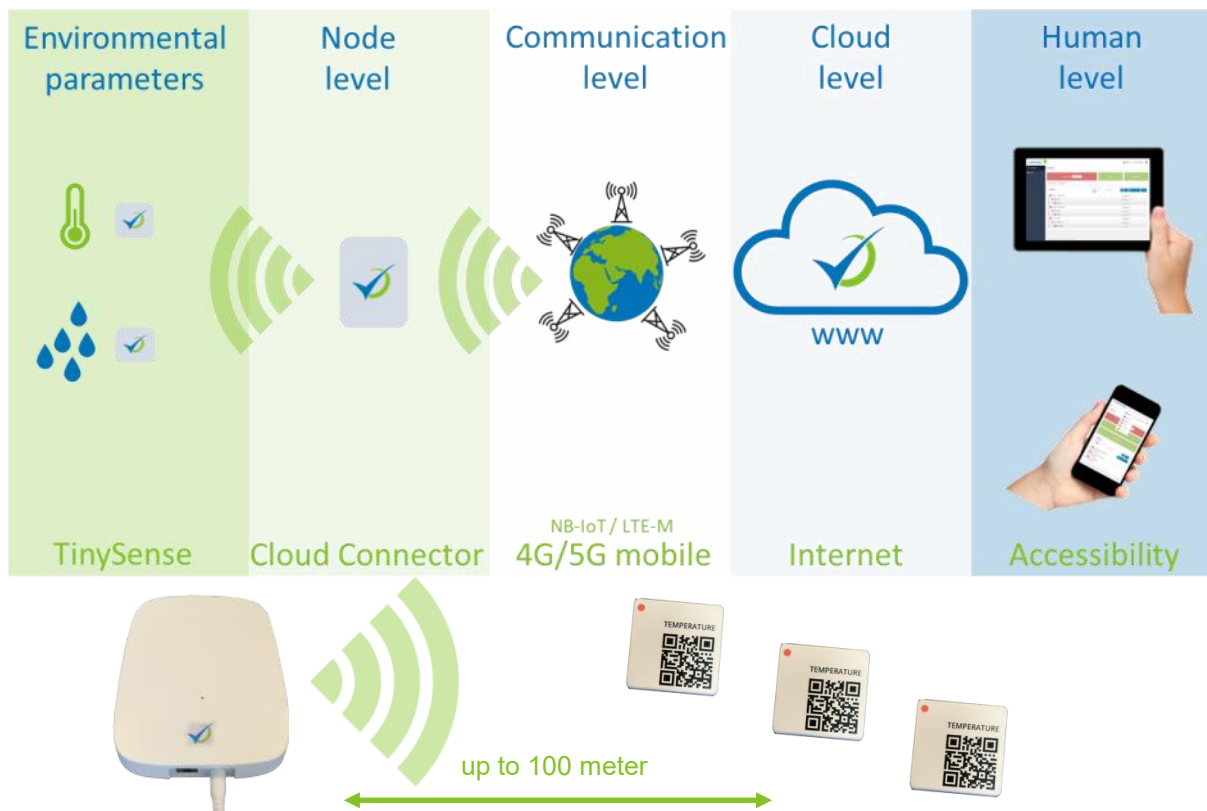 Environmental
parameters
Node
level
Communication
level
Cloud
level
Human
level
www
NB-IoT / LTE-M
TinySense
Cloud Connector
4G/5G mobile
Internet
Accessibility
TEMPERATURE
TEMPERATURE
TEMPERATURE
up to 100 meter